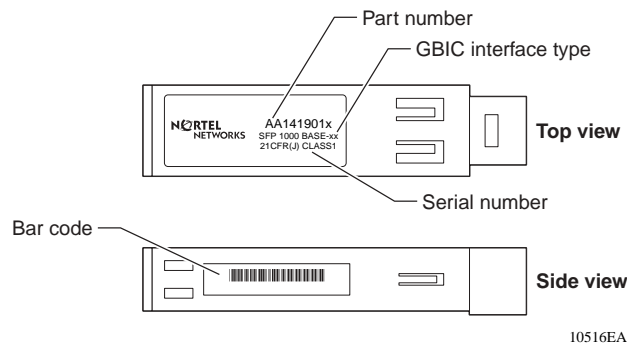 Part number
GBIC interface type
NORTEL
NETWORKS
AA141901x
SFP 1000 BASE-xx
21CFR(J) CLASS1
Top view
Serial number
Bar code
Side view
10516EA